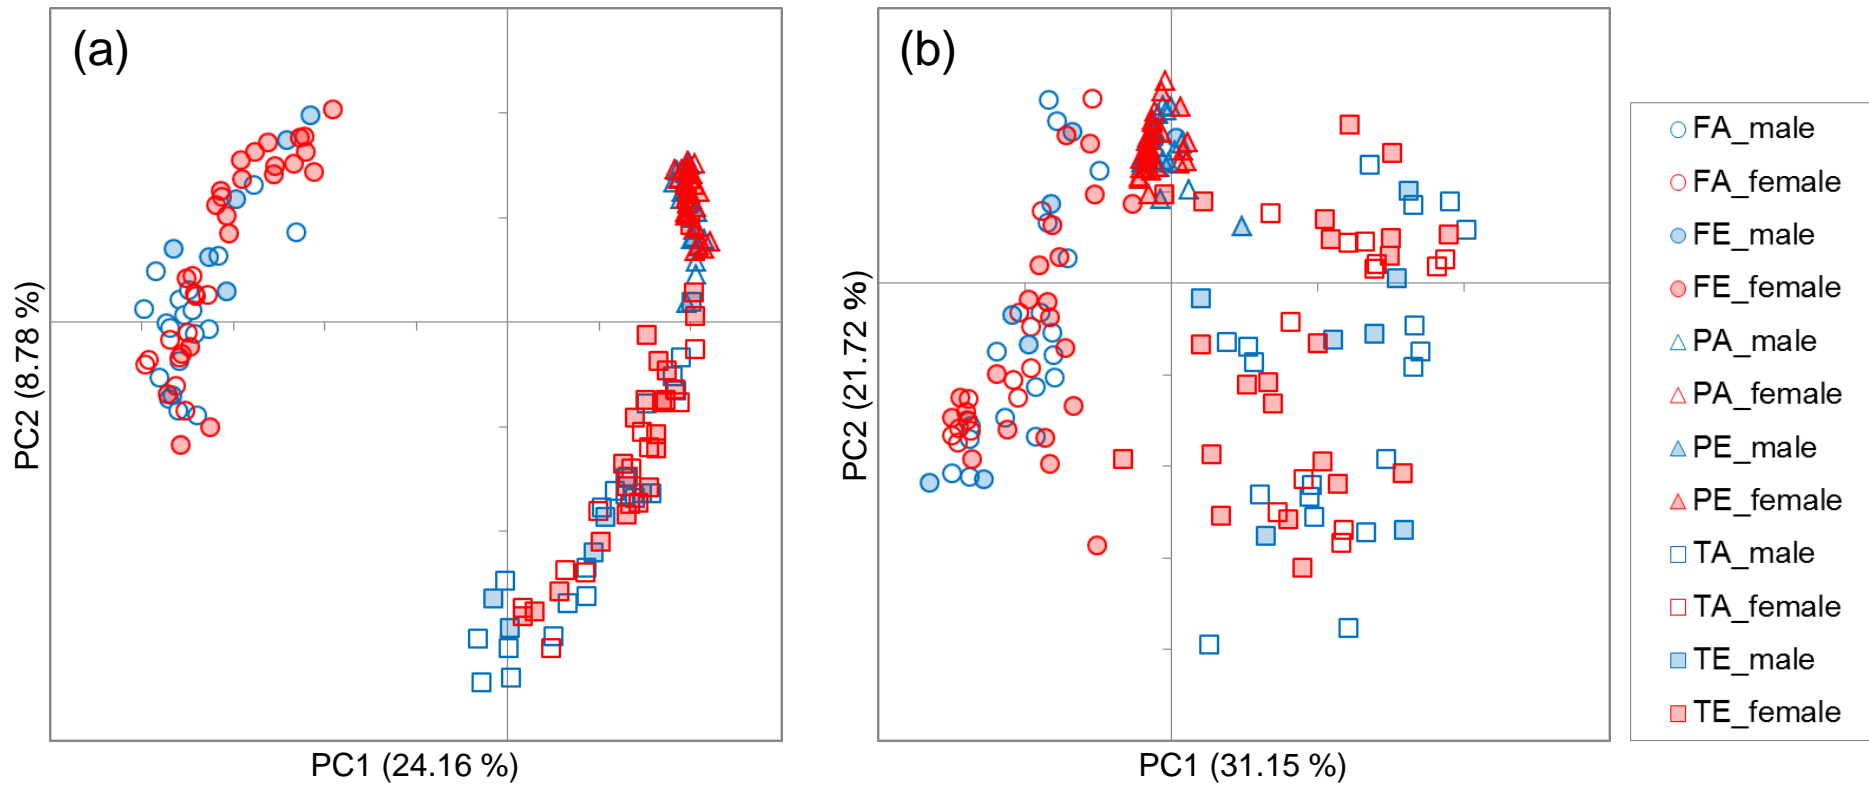 (a)
PC2 (8.78 %)
PC1 (24.16 %)
(b)
PC2 (21.72 %)
PC1 (31.15 %)
FA_male
FA_female
FE_male
FE_female
PA_male
PA_female
PE_male
PE_female
TA_male
TA_female
TE_male
TE_female